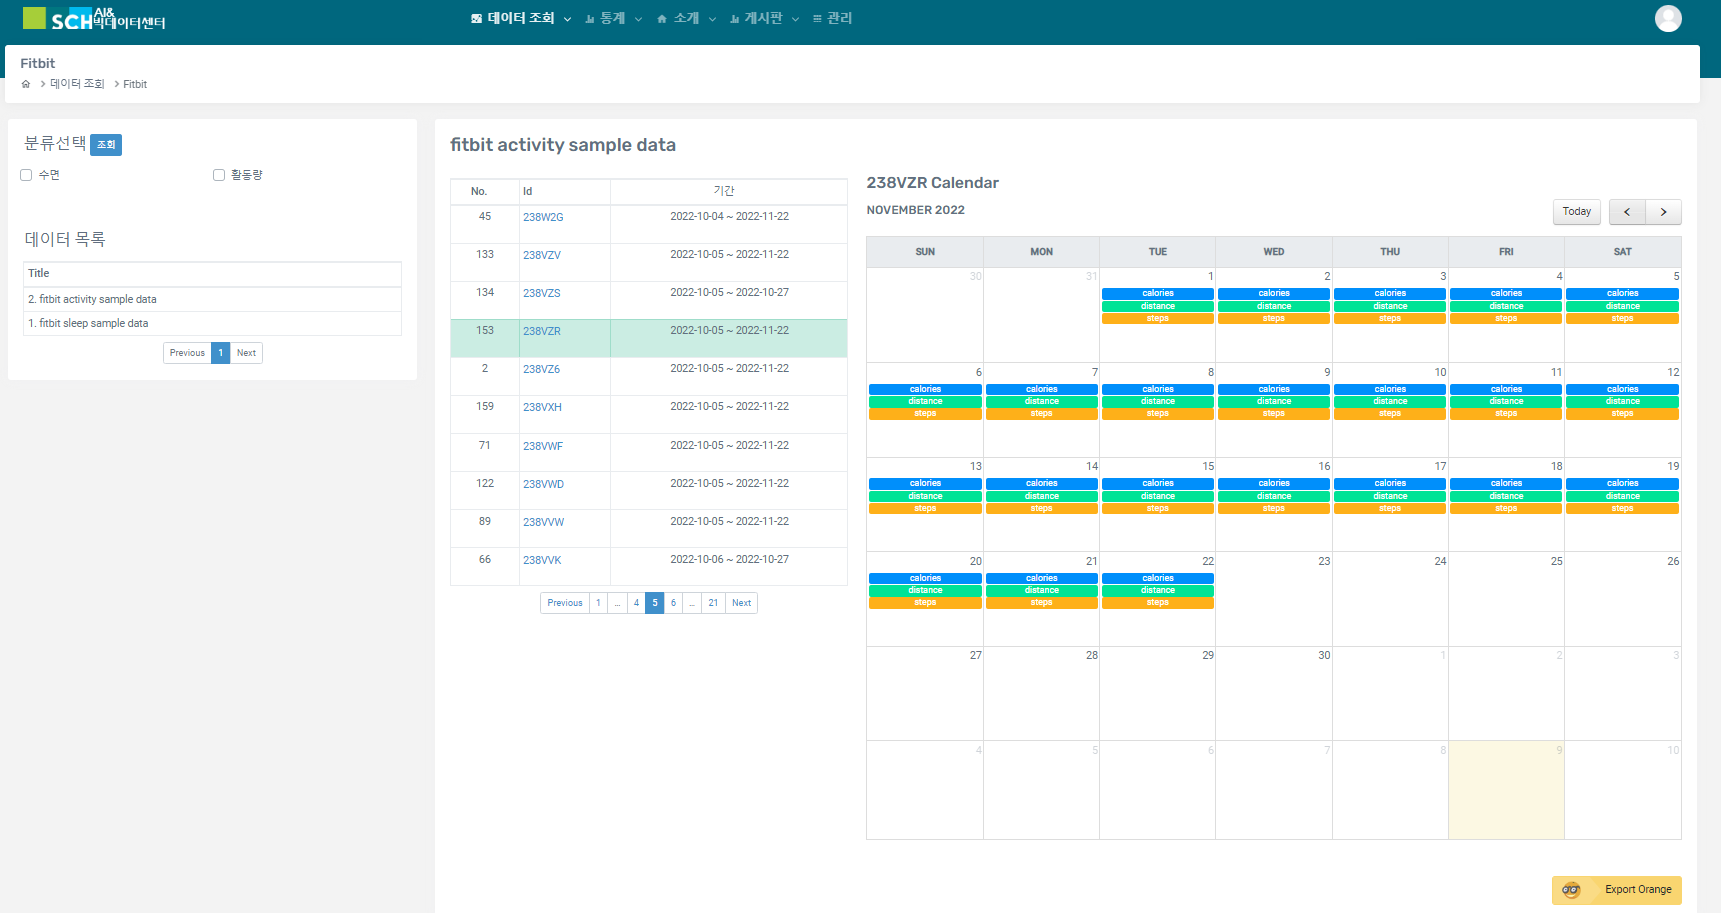 SCH AI& 빅데이터센터
데이터 조회 통계 소개 게시판 관리
Fitbit
데이터 조회 Fitbit
분류선택 조회
수면 활동량
데이터 목록
Title
2. fitbit activity sample data
1. fitbit sleep sample data
Previous 1 Next
fitbit activity sample data
No. Id 기간
45 238W2G 2022-10-04 ~ 2022-11-22
133 238VZV 2022-10-05 ~ 2022-11-22
134 238VZS 2022-10-05 ~ 2022-10-27
153 238VZR 2022-10-05 ~ 2022-11-22
2 238VZ6 2022-10-05 ~ 2022-11-22
159 238VXH 2022-10-05 ~ 2022-11-22
71 238VWF 2022-10-05 ~ 2022-11-22
122 238VWD 2022-10-05 ~ 2022-11-22
89 238VVW 2022-10-05 ~ 2022-11-22
66 238VVK 2022-10-06 ~ 2022-10-27
Previous 1 ... 4 5 6 ... 21 Next
238VZR Calendar
NOVEMBER 2022
Today < >
SUN MON TUE WED THU FRI SAT
30 31 1 2 3 4 5
calories calories calories calories calories
distance distance distance distance distance
steps steps steps steps steps
6 7 8 9 10 11 12
calories calories calories calories calories calories calories
distance distance distance distance distance distance distance
steps steps steps steps steps steps steps
13 14 15 16 17 18 19
calories calories calories calories calories calories calories
distance distance distance distance distance distance distance
steps steps steps steps steps steps steps
20 21 22 23 24 25 26
calories calories calories
distance distance distance
steps steps steps
27 28 29 30 1 2 3
4 5 6 7 8 9 10
Export Orange